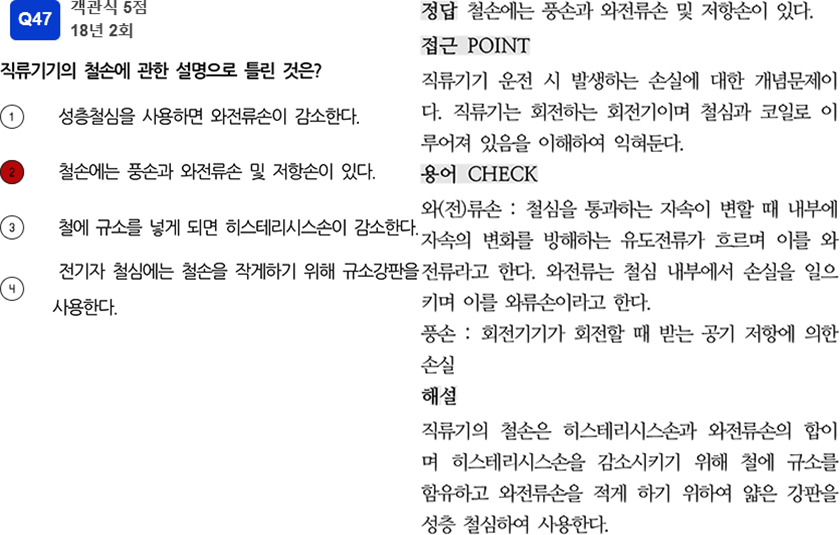 Q47
객관식 5점
18년 2회
직류기기의 철손에 관한 설명으로 틀린 것은?
1 성층철심을 사용하면 와전류손이 감소한다.
2 철손에는 풍손과 와전류손 및 저항손이 있다.
3 철에 규소를 넣게 되면 히스테리시스손이 감소한다.
4 전기자 철심에는 철손을 작게하기 위해 규소강판을
사용한다.
정답 철손에는 풍손과 와전류손 및 저항손이 있다.
접근 POINT
직류기기 운전 시 발생하는 손실에 대한 개념문제이
다. 직류기는 회전하는 회전기이며 철심과 코일로 이
루어져 있음을 이해하여 익혀둔다.
용어 CHECK
와(전)류손 : 철심을 통과하는 자속이 변할 때 내부에
자속의 변화를 방해하는 유도전류가 흐르며 이를 와
전류라고 한다. 와전류는 철심 내부에서 손실을 일으
키며 이를 와류손이라고 한다.
풍손 : 회전기기가 회전할 때 받는 공기 저항에 의한
손실
해설
직류기의 철손은 히스테리시스손과 와전류손의 합이
며 히스테리시스손을 감소시키기 위해 철에 규소를
함유하고 와전류손을 적게 하기 위하여 얇은 강판을
성층 철심하여 사용한다.